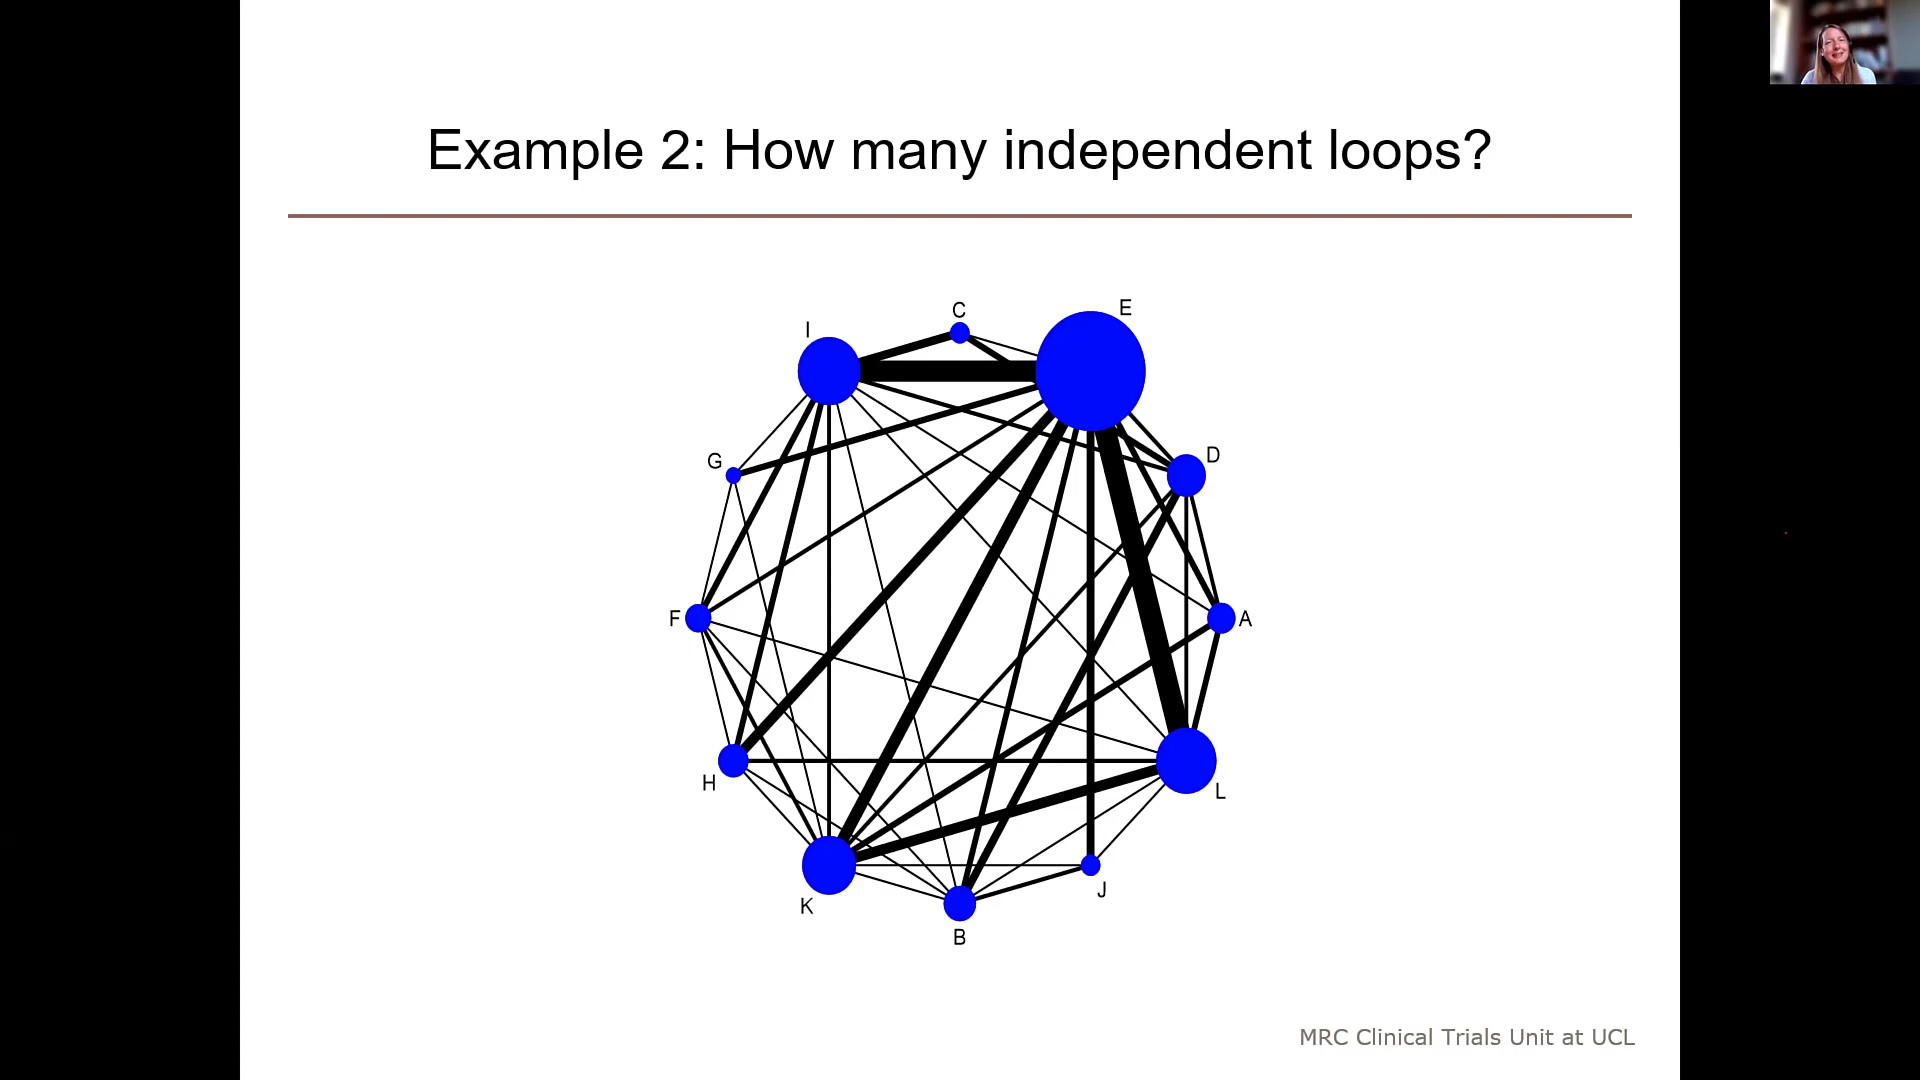 Example 2: How many independent loops?
C
E
I
G
D
F
A
H
L
K
J
B
MRC Clinical Trials Unit at UCL